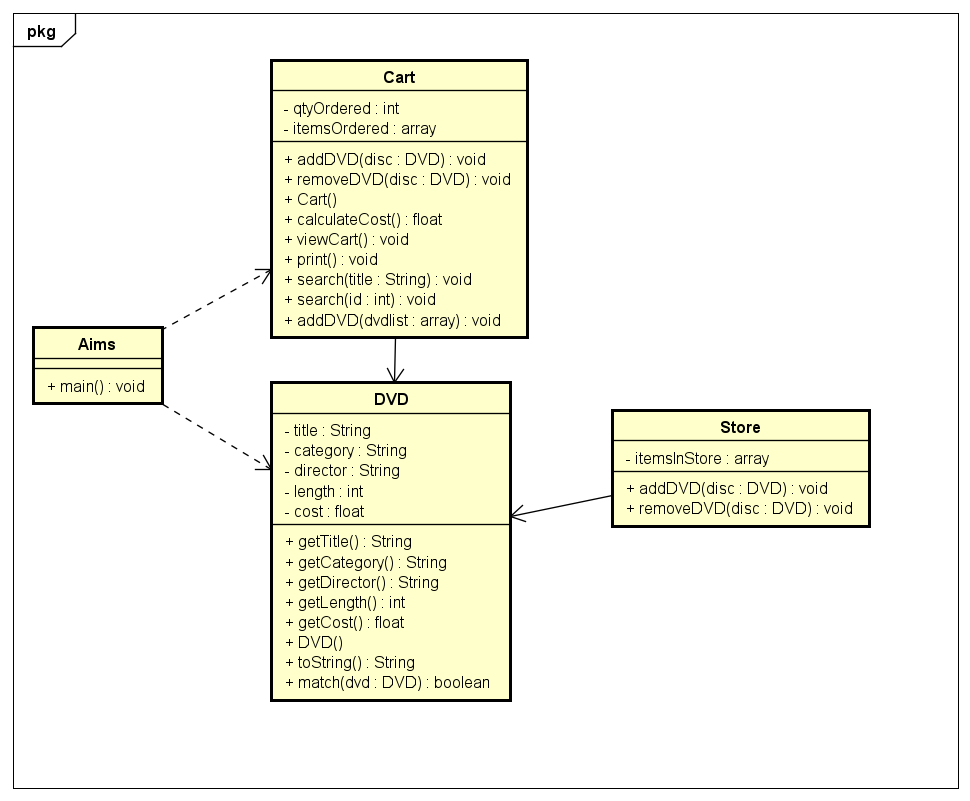 pkg
Cart
- qtyOrdered : int
- itemsOrdered : array
+ addDVD(disc : DVD) : void
+ removeDVD(disc : DVD) : void
+ Cart()
+ calculateCost() : float
+ viewCart() : void
+ print() : void
+ search(title : String) : void
+ search(id : int) : void
+ addDVD(dvdlist : array) : void
Aims
+ main() : void
DVD
- title : String
- category : String
- director : String
- length : int
- cost : float
+ getTitle() : String
+ getCategory() : String
+ getDirector() : String
+ getLength() : int
+ getCost() : float
+ DVD()
+ toString() : String
+ match(dvd : DVD) : boolean
Store
- itemsInStore : array
+ addDVD(disc : DVD) : void
+ removeDVD(disc : DVD) : void